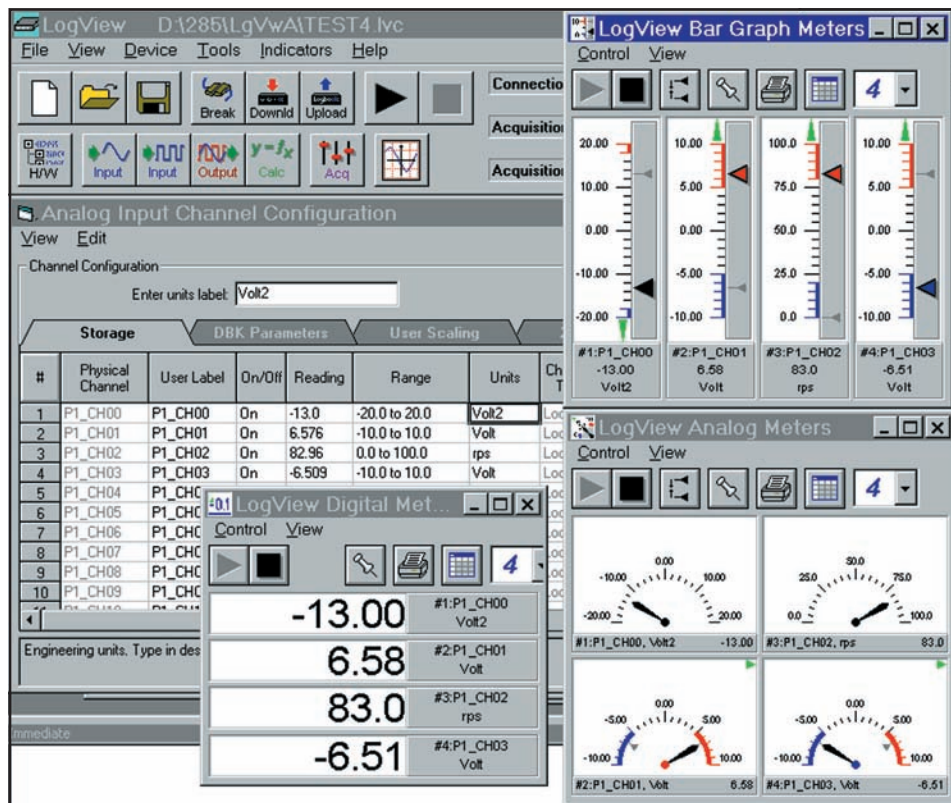 LogView D:\285\LgVwA\TEST4.lvc
File View Device Tools Indicators Help
Break Downld Upload
Connectio
Acquisition
Acquisition
H/W Input Input Output Calc Acq
y=fx
Analog Input Channel Configuration
View Edit
Channel Configuration
Enter units label: Volt2
Storage DBK Parameters User Scaling
# Physical Channel User Label On/Off Reading Range Units Ch T
1 P1_CH00 P1_CH00 On -13.0 -20.0 to 20.0 Volt2 Loc
2 P1_CH01 P1_CH01 On 6.576 -10.0 to 10.0 Volt Loc
3 P1_CH02 P1_CH02 On 82.96 0.0 to 100.0 rps Loc
4 P1_CH03 P1_CH03 On -6.509 -10.0 to 10.0 Volt Loc
5 P1_CH04 P1_CHC
6 P1_CH05 P1_CHC
7 P1_CH06 P1_CHC
8 P1_CH07 P1_CHC
9 P1_CH08 P1_CHC
10 P1_CH09 P1_CHC
Engineering units. Type in des
mmediate
LogView Digital Met...
Control View
4
-13.00 #1:P1_CH00
Volt2
6.58 #2:P1_CH01
Volt
83.0 #3:P1_CH02
rps
-6.51 #4:P1_CH03
Volt
LogView Bar Graph Meters
Control View
4
20.00 10.00 100.0 10.00
10.00 5.00 75.0 5.00
0.00 0.00 50.0 0.00
-10.00 -5.00 25.0 -5.00
-20.00 -10.00 0.0 -10.00
#1:P1_CH00 #2:P1_CH01 #3:P1_CH02 #4:P1_CH03
-13.00 6.58 83.0 -6.51
Volt2 Volt rps Volt
LogView Analog Meters
Control View
4
0.00 50.0
-10.00 10.00 25.0 75.0
-20.00 20.00 0.0 100.0
#1:P1_CH00, Volt2 -13.00 #3:P1_CH02, rps 83.0
0.00 0.00
-5.00 5.00 -5.00 5.00
-10.00 10.00 -10.00 10.00
#2:P1_CH01, Volt 6.58 #4:P1_CH03, Volt -6.51